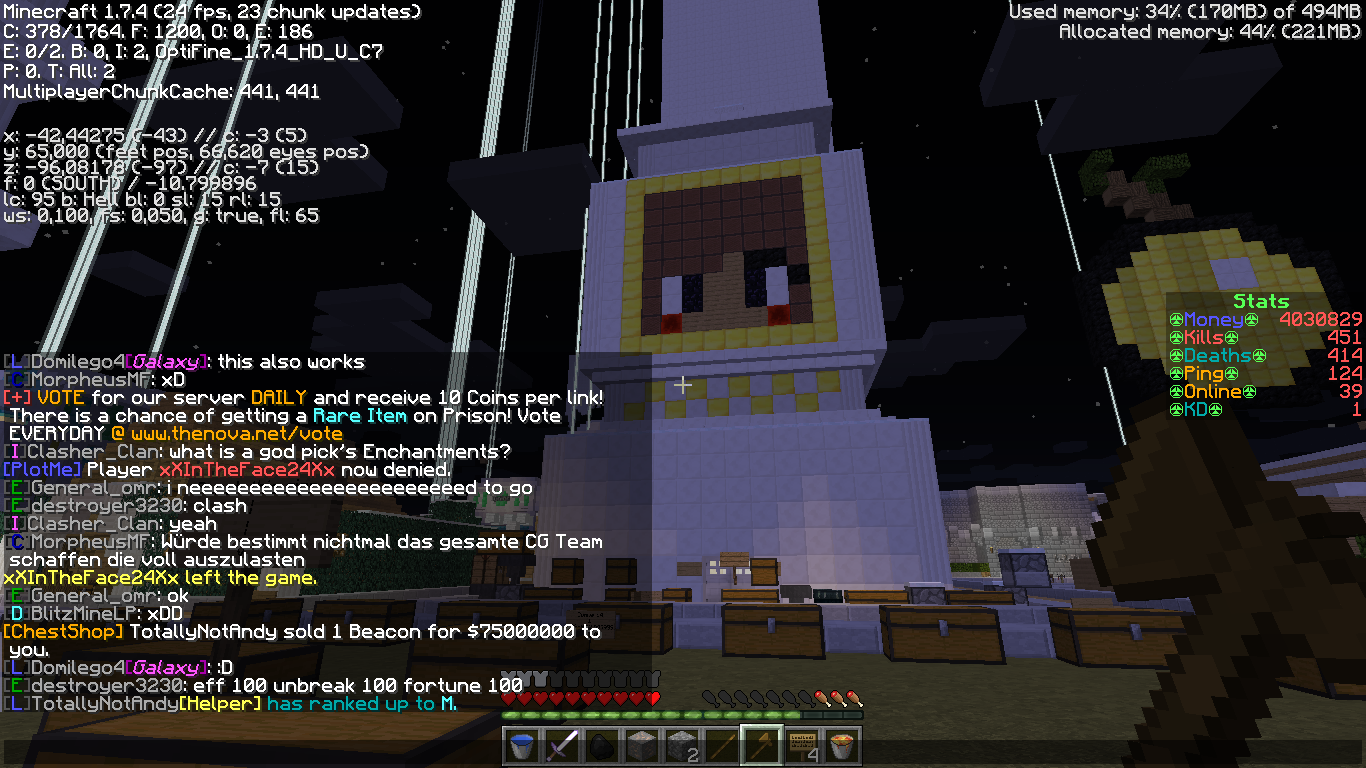 Minecraft 1.7.4 (24 fps, 23 chunk updates)
C: 378/1764. F: 1200, O: 0, E: 186
E: 0/2. B: 0, I: 2, OptiFine_1.7.4_HD_U_C7
P: 0. T: All: 2
MultiplayerChunkCache: 441, 441
x: -42,44275 (-43) // c: -3 (5)
y: 65,000 (feet pos, 66,620 eyes pos)
z: -96,08178 (-97) // c: -7 (15)
f: 0 (SOUTH) / -10,799896
lc: 95 b: Hell bl: 0 sl: 15 rl: 15
ws: 0,100, fs: 0,050, g: true, fl: 65
Used memory: 34% (170MB) of 494MB
Allocated memory: 44% (221MB)
Stats
Money 4030829
Kills 451
Deaths 414
Ping 124
Online 39
KD 1
[L]Domilego4[Galaxy]: this also works
[C]MorpheusMF: xD
[+] VOTE for our server DAILY and receive 10 Coins per link!
There is a chance of getting a Rare Item on Prison! Vote
EVERYDAY @ www.thenova.net/vote
[I]Clasher_Clan: what is a god pick's Enchantments?
[PlotMe] Player xXInTheFace24Xx now denied.
[E]General_omr: i neeeeeeeeeeeeeeeeeeeeeeed to go
[E]destroyer3230: clash
[I]Clasher_Clan: yeah
[C]MorpheusMF: Würde bestimmt nichtmal das gesamte CG Team
schaffen die voll auszulasten
xXInTheFace24Xx left the game.
[E]General_omr: ok
[D]BlitzMineLP: xDD
[ChestShop] TotallyNotAndy sold 1 Beacon for $75000000 to
you.
[L]Domilego4[Galaxy]: :D
[E]destroyer3230: eff 100 unbreak 100 fortune 100
[L]TotallyNotAndy[Helper] has ranked up to M.
2
4